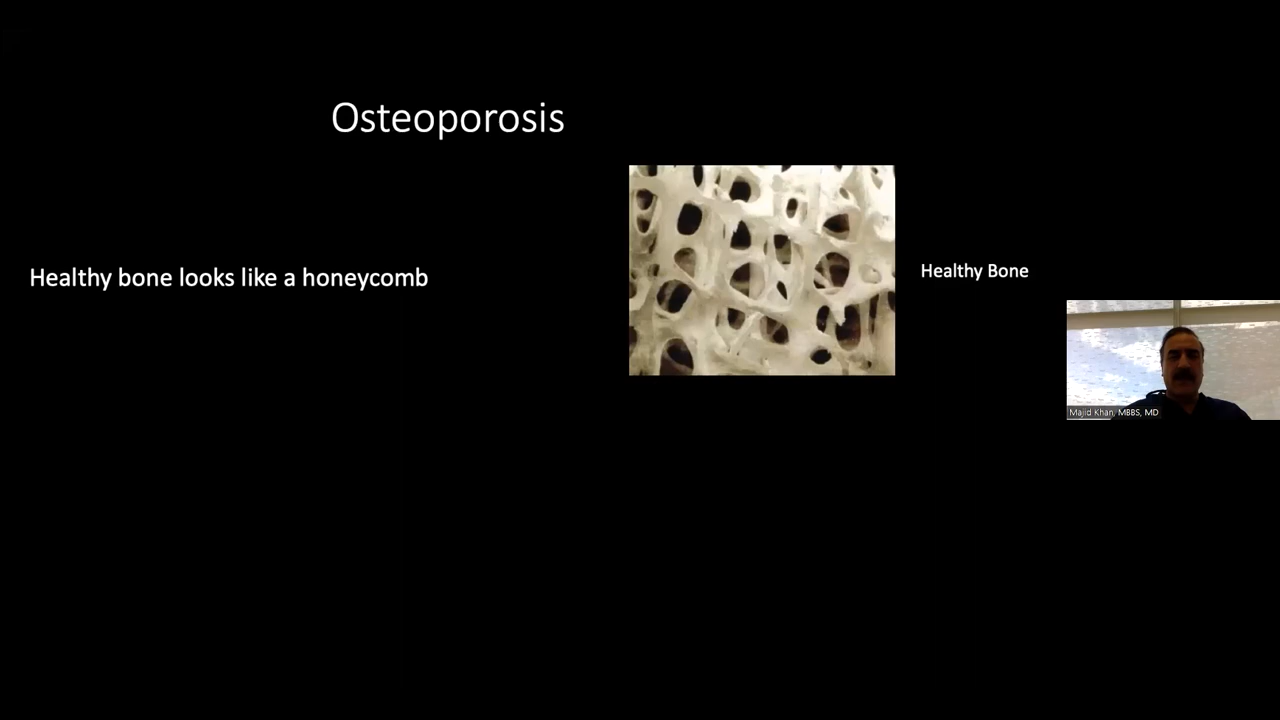 Osteoporosis
Healthy bone looks like a honeycomb
Healthy Bone
Majid Khan, MBBS, MD